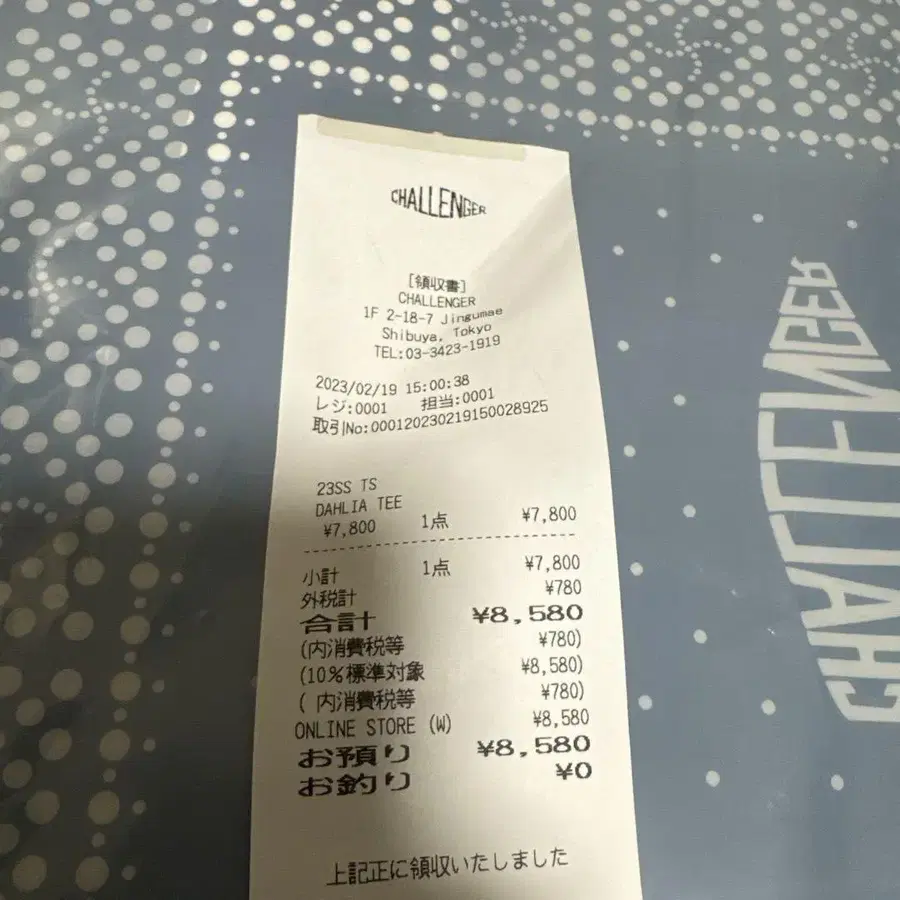 CHALLENGER
[領収書]
CHALLENGER
1F 2-18-7 Jingumae
Shibuya, Tokyo
TEL:03-3423-1919
2023/02/19 15:00:38
レジ:0001 担当:0001
取引No:000120230219150028925
23SS TS
DAHLIA TEE
¥7,800 1点 ¥7,800
小計 1点 ¥7,800
外税計 ¥780
合計 ¥8,580
(内消費税等 ¥780)
(10%標準対象 ¥8,580)
( 内消費税等 ¥780)
ONLINE STORE (W) ¥8,580
お預り ¥8,580
お釣り ¥0
上記正に領収いたしました
CHALLENGER